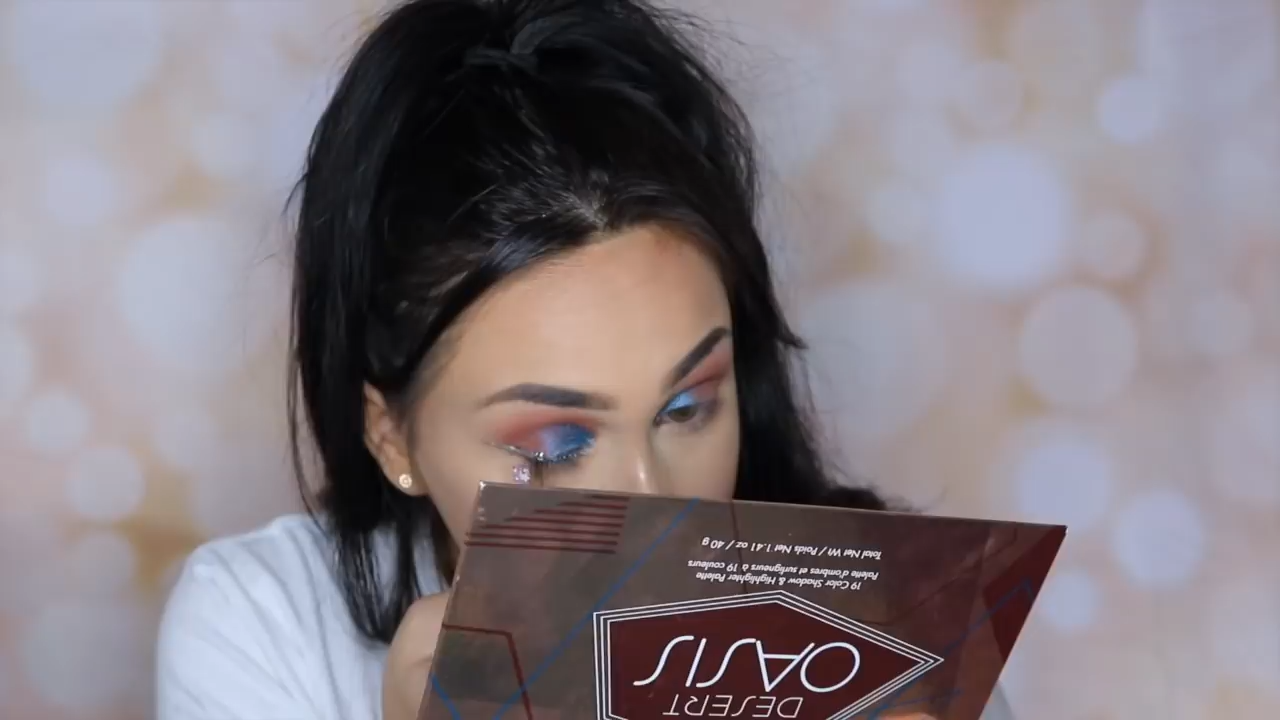 DESERT
OASIS
19 Color Shadow & Highlighter Palette
Palette d'ombres et surligneurs à 19 couleurs
Total Net Wt / Poids Net 1.41 oz / 40 g